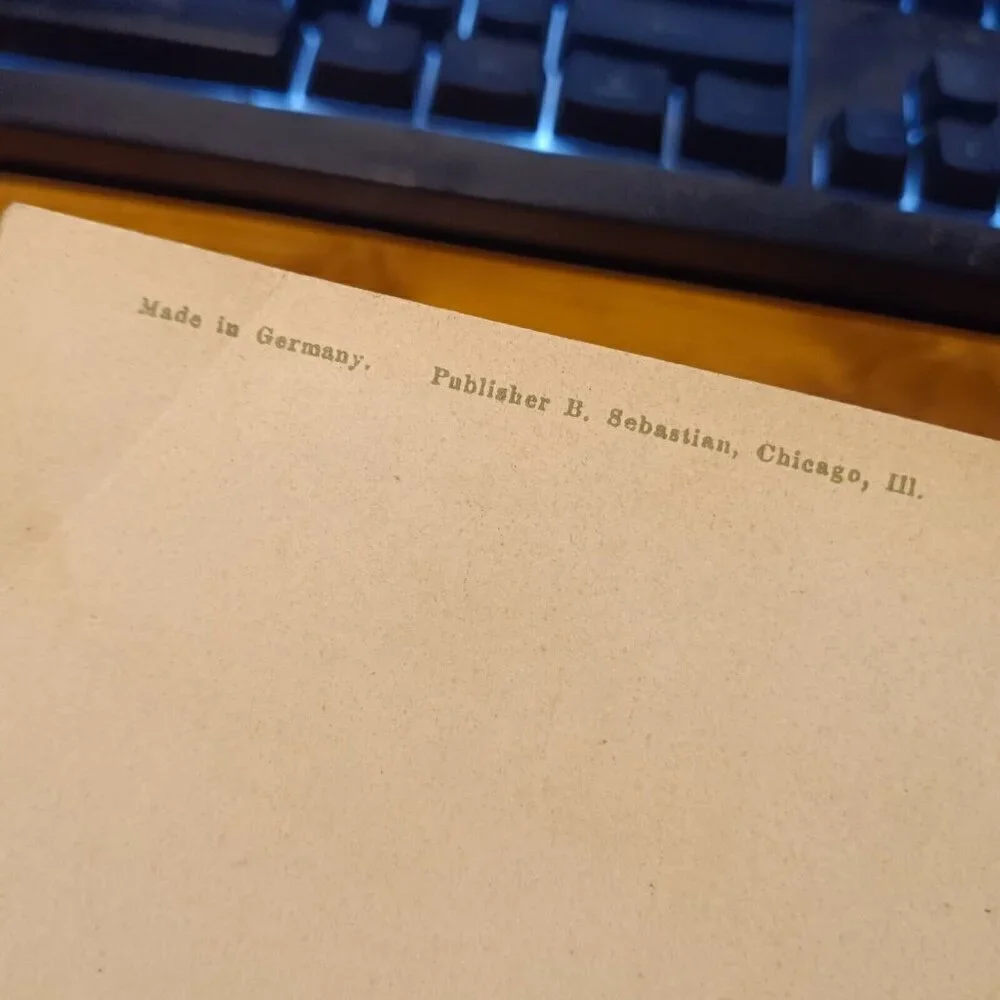 Made in Germany. Publisher B. Sebastian, Chicago, Ill.